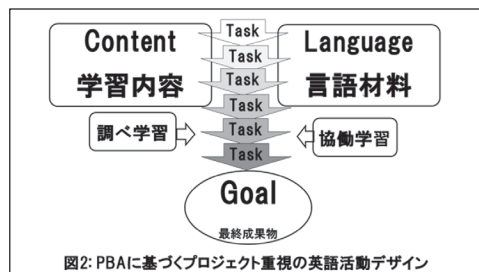 Content
学習内容
Task
Task
Task
Task
Task
Task
Language
言語材料
調べ学習
協働学習
Goal
最終成果物
図2: PBAに基づくプロジェクト重視の英語活動デザイン